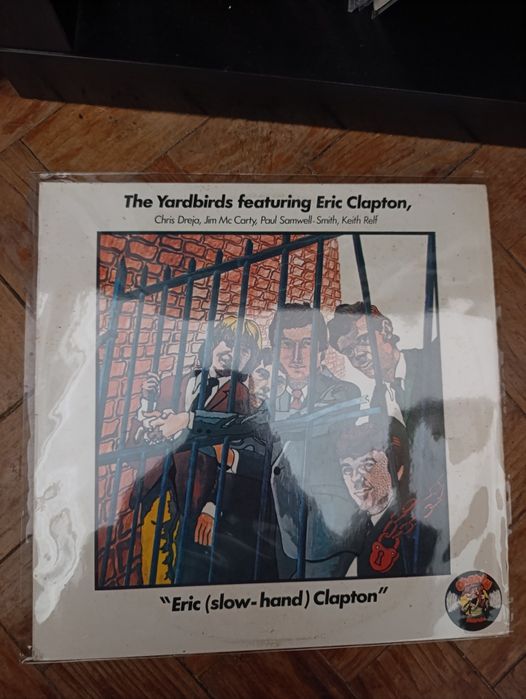 The Yardbirds featuring Eric Clapton,
Chris Dreja, Jim Mc Carty, Paul Samwell-Smith, Keith Relf
"Eric (slow-hand) Clapton"